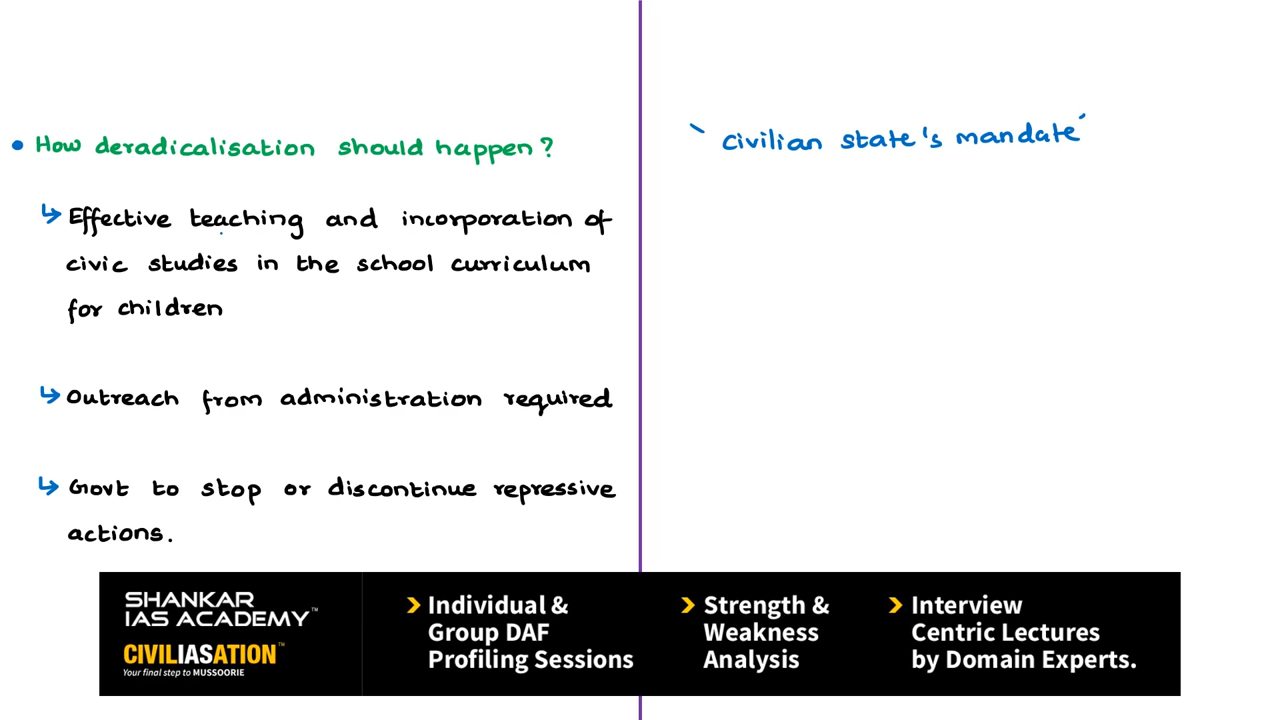 • How deradicalisation should happen?
↳ Effective teaching and incorporation of
civic studies in the school curriculum
for children
↳ Outreach from administration required
↳ Govt to stop or discontinue repressive
actions.
` civilian state's mandate ´
SHANKAR
IAS ACADEMY™
CIVILIASATION™
Your final step to MUSSOORIE
Individual &
Group DAF
Profiling Sessions
Strength &
Weakness
Analysis
Interview
Centric Lectures
by Domain Experts.